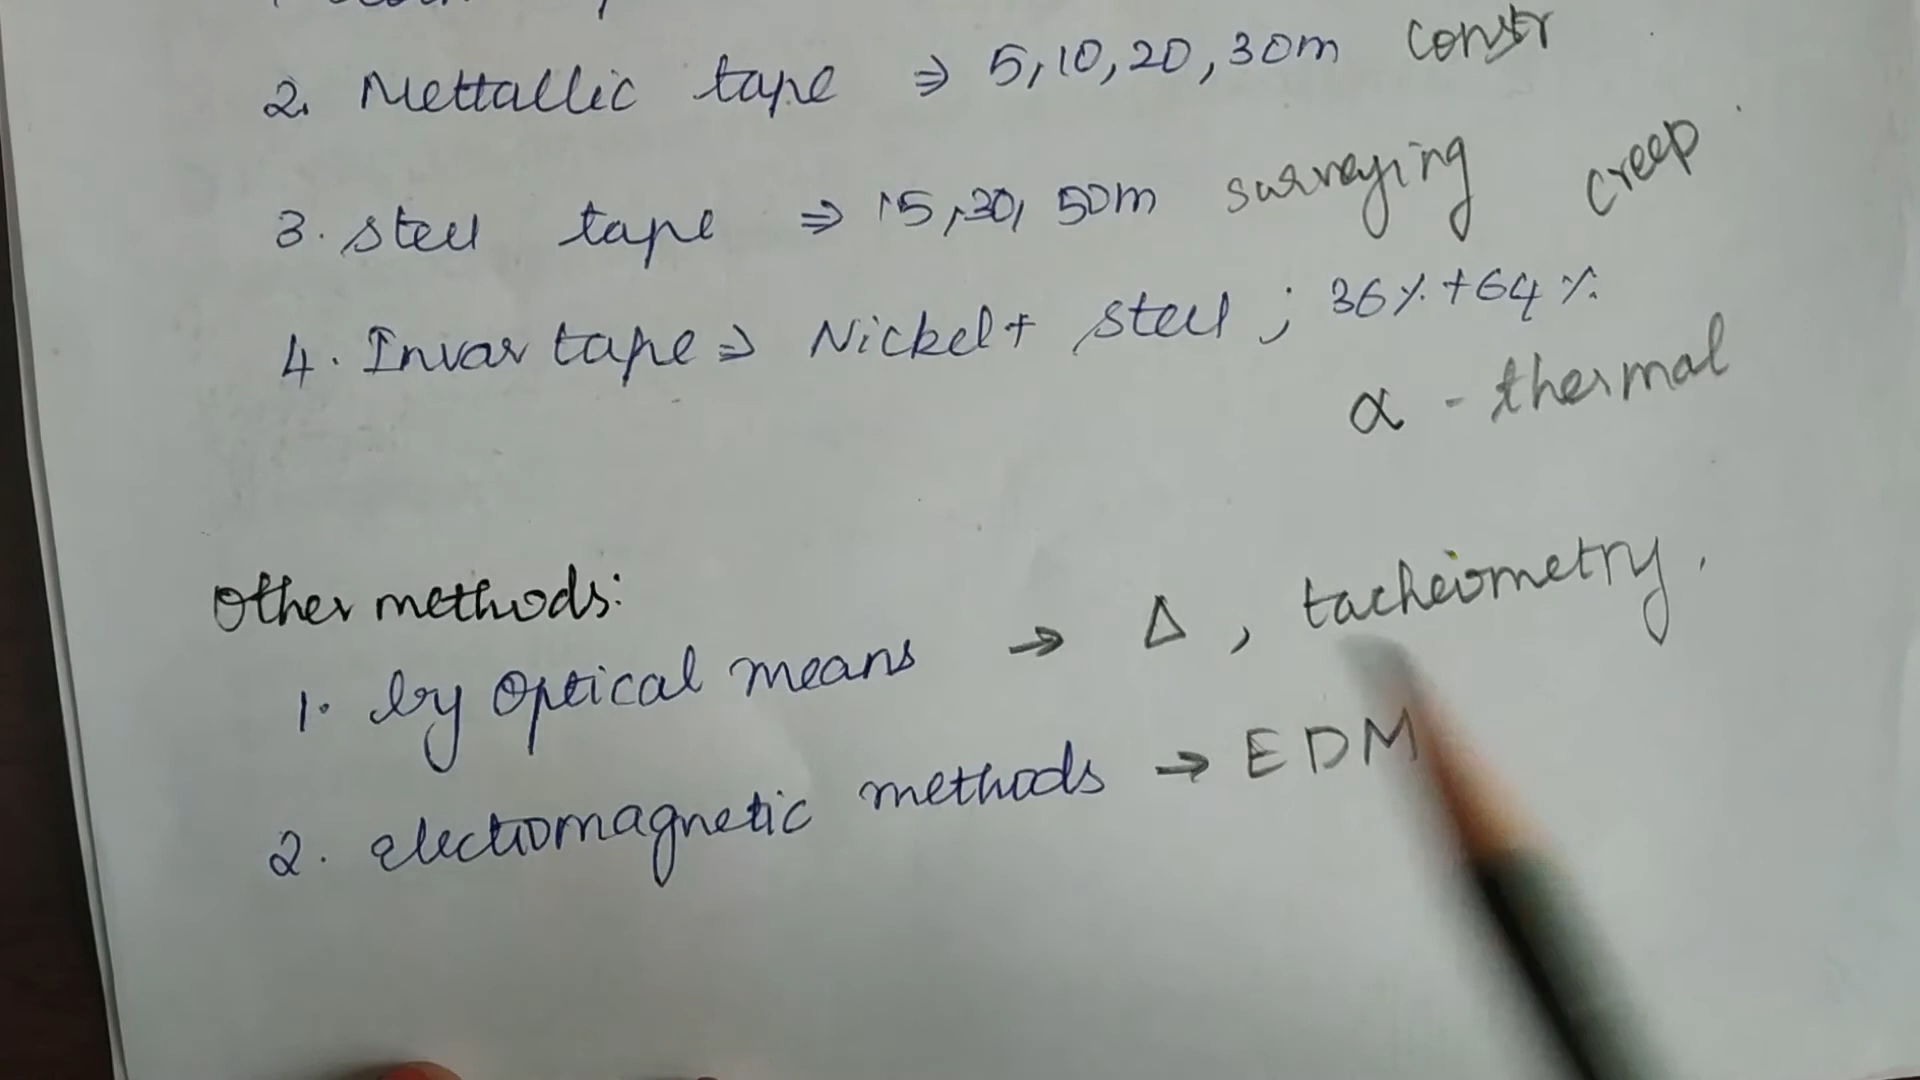 2. Mettallic tape ⇒ 5,10,20,30m constr
3. steel tape ⇒ 15,30,50m surveying creep
4. Invar tape ⇒ Nickel + steel ; 36% + 64%
α - thermal
Other methods:
1. by optical means → Δ , tacheiometry.
2. electromagnetic methods → EDM